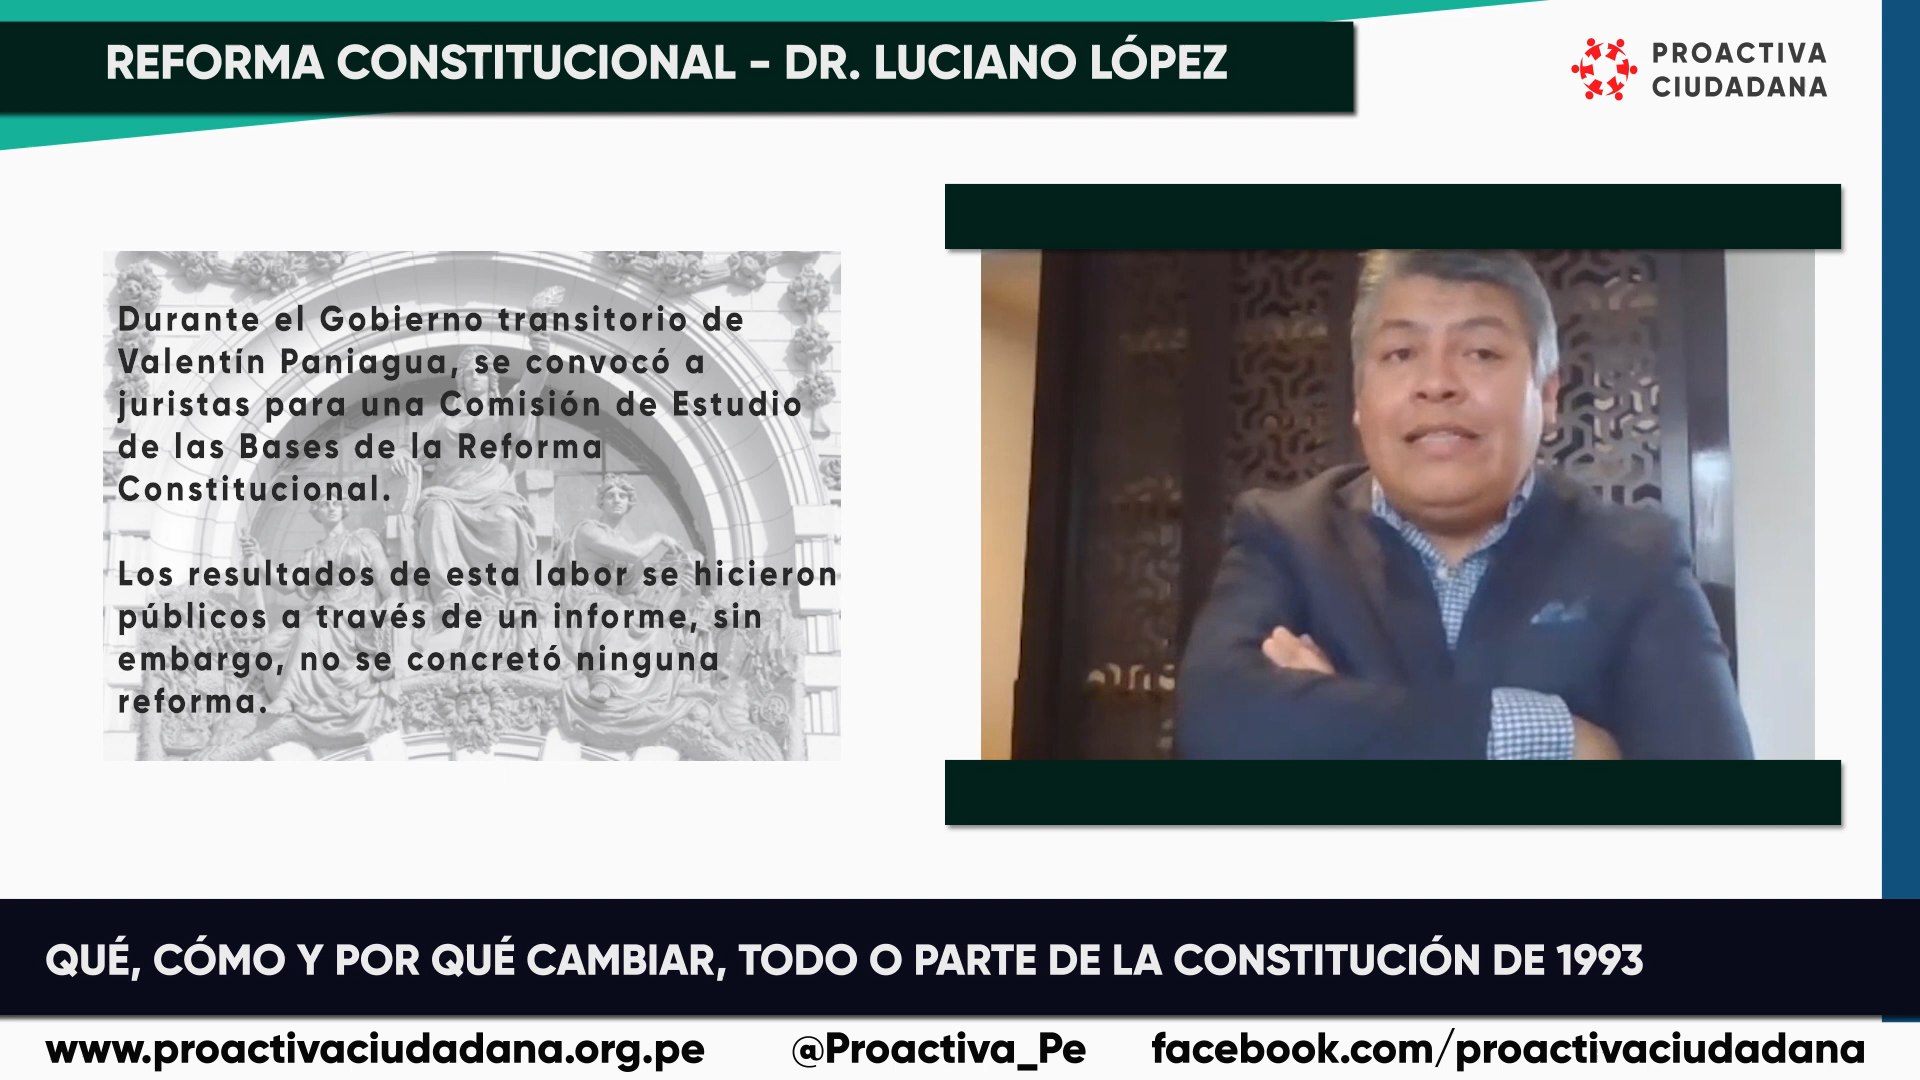 REFORMA CONSTITUCIONAL - DR. LUCIANO LÓPEZ
PROACTIVA
CIUDADANA
Durante el Gobierno transitorio de
Valentín Paniagua, se convocó a
juristas para una Comisión de Estudio
de las Bases de la Reforma
Constitucional.
Los resultados de esta labor se hicieron
públicos a través de un informe, sin
embargo, no se concretó ninguna
reforma.
QUÉ, CÓMO Y POR QUÉ CAMBIAR, TODO O PARTE DE LA CONSTITUCIÓN DE 1993
www.proactivaciudadana.org.pe @Proactiva_Pe facebook.com/proactivaciudadana